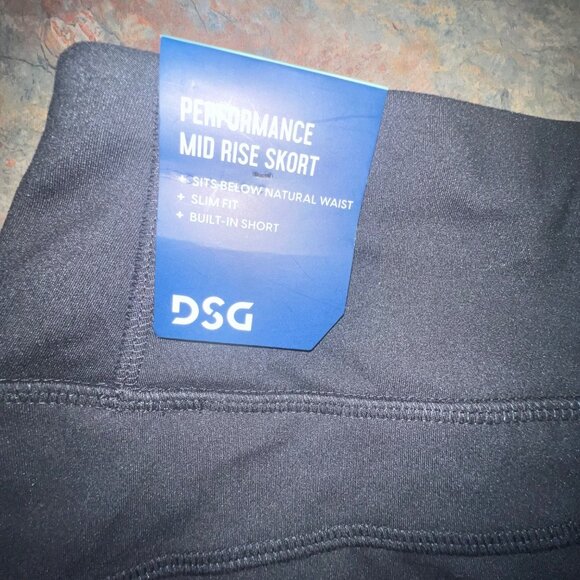 PERFORMANCE
MID RISE SKORT
+ SITS BELOW NATURAL WAIST
+ SLIM FIT
+ BUILT-IN SHORT
DSG